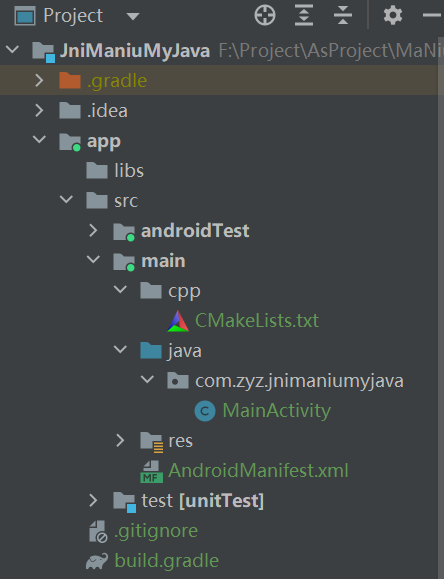 Project
JniManiuMyJava F:\Project\AsProject\MaNi
.gradle
.idea
app
libs
src
androidTest
main
cpp
CMakeLists.txt
java
com.zyz.jnimaniumyjava
C MainActivity
res
MF AndroidManifest.xml
test [unitTest]
.gitignore
build.gradle